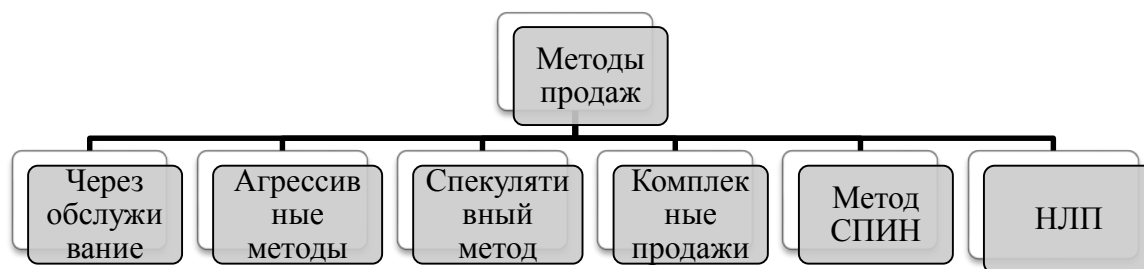 Методы
продаж
Через
обслужи
вание
Агрессив
ные
методы
Спекуляти
вный
метод
Комплек
ные
продажи
Метод
СПИН
НЛП